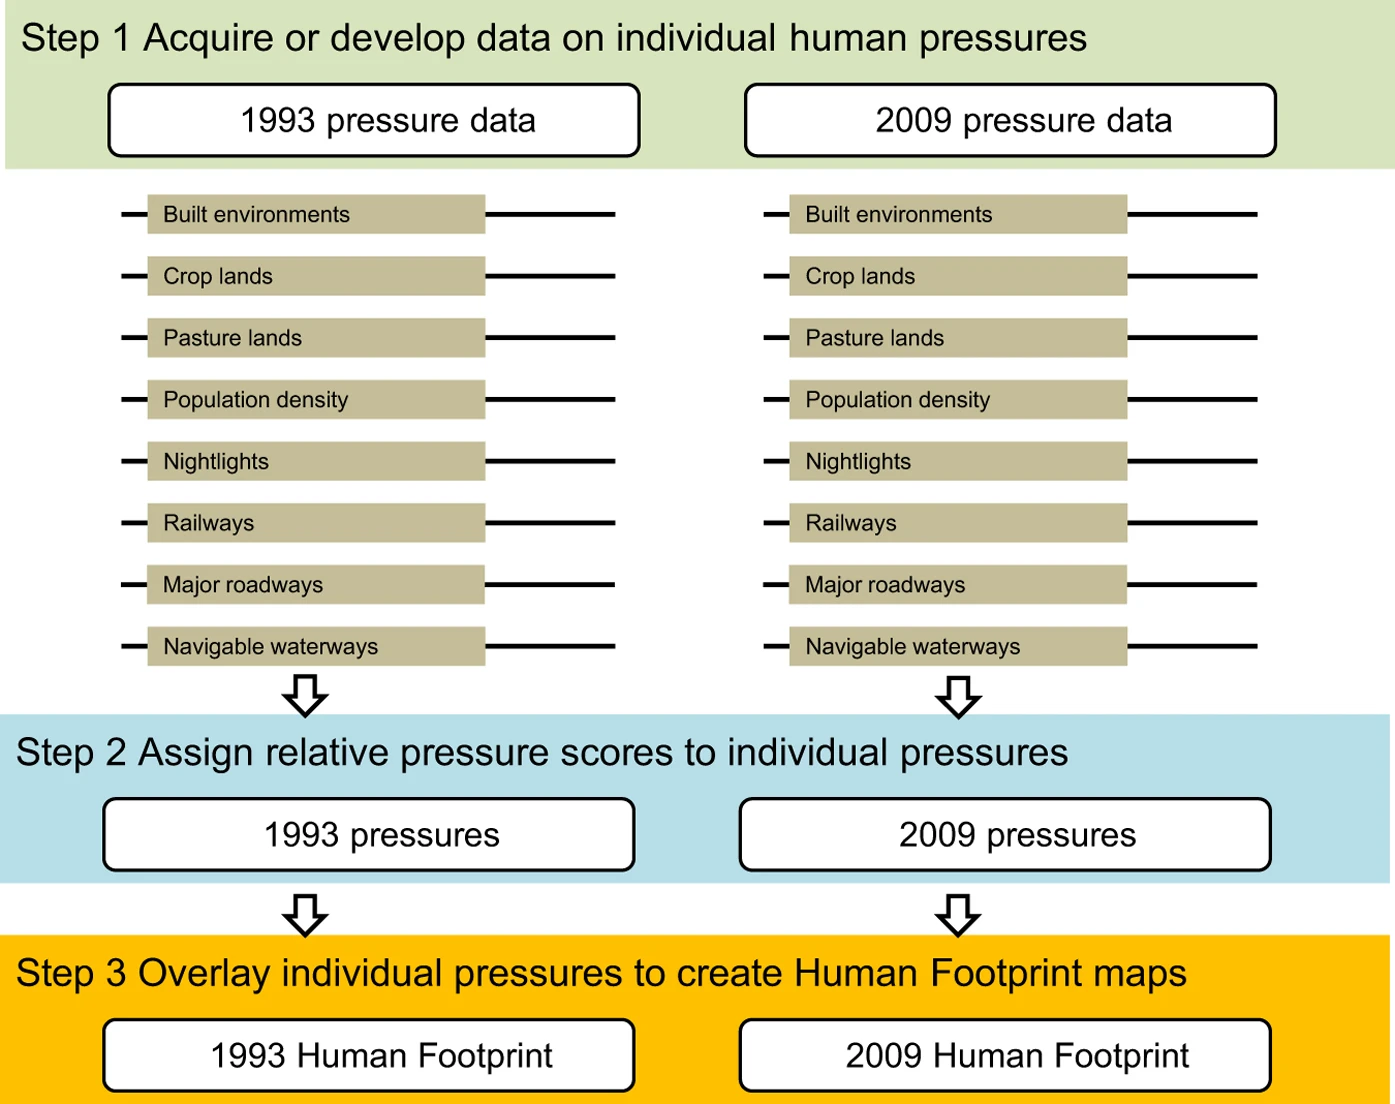 Step 1 Acquire or develop data on individual human pressures
1993 pressure data
2009 pressure data
Built environments
Crop lands
Pasture lands
Population density
Nightlights
Railways
Major roadways
Navigable waterways
Built environments
Crop lands
Pasture lands
Population density
Nightlights
Railways
Major roadways
Navigable waterways
Step 2 Assign relative pressure scores to individual pressures
1993 pressures
2009 pressures
Step 3 Overlay individual pressures to create Human Footprint maps
1993 Human Footprint
2009 Human Footprint